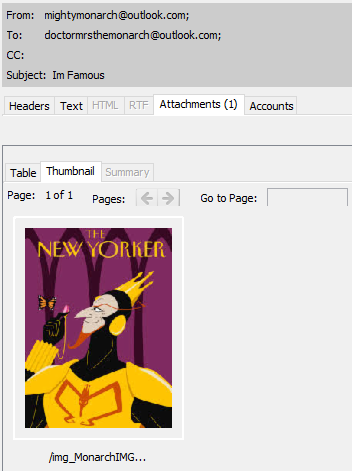 From: mightymonarch@outlook.com;
To: doctormrsthemonarch@outlook.com;
CC:
Subject: Im Famous
Headers Text HTML RTF Attachments (1) Accounts
Table Thumbnail Summary
Page: 1 of 1 Pages: Go to Page:
THE
NEW YORKER
/img_MonarchIMG...